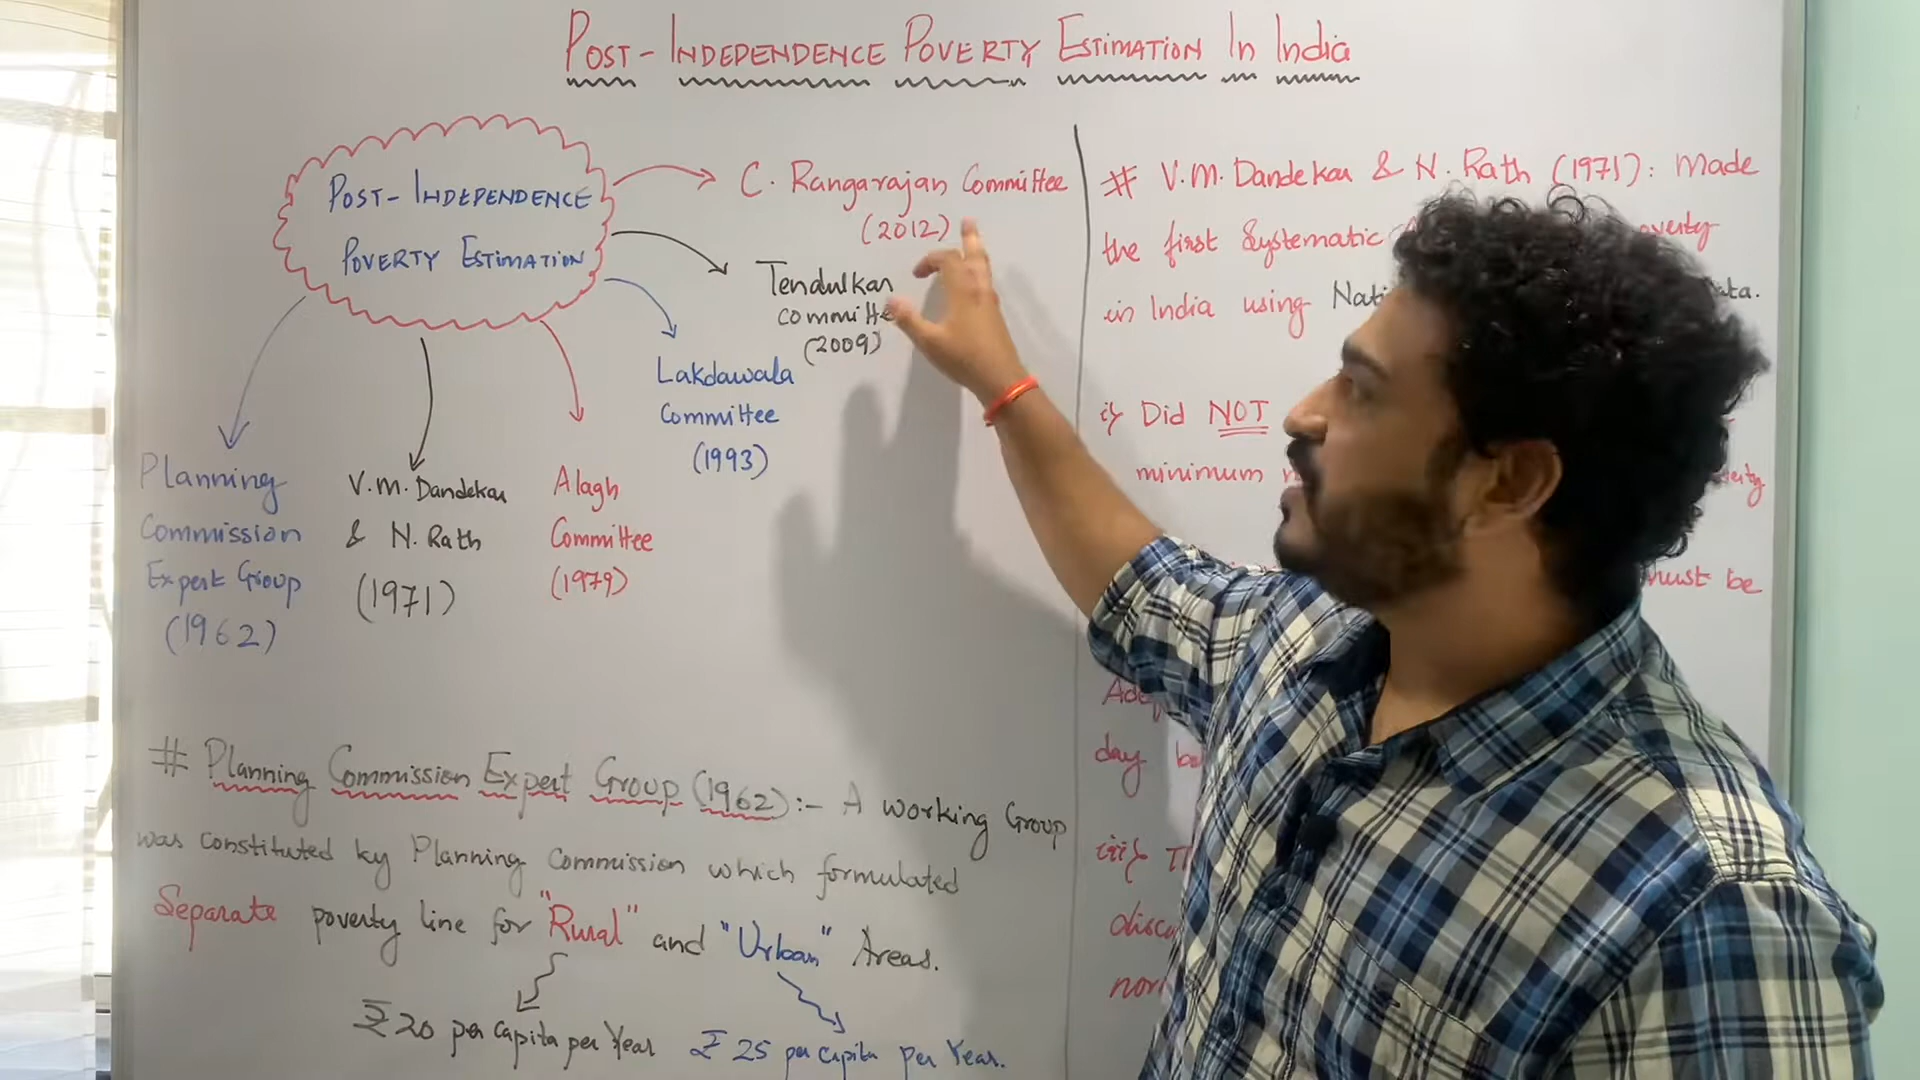 POST-INDEPENDENCE POVERTY ESTIMATION IN India
POST-INDEPENDENCE
POVERTY ESTIMATION
C. Rangarajan Committee
(2012)
Tendulkar
committe
(2009)
Lakdawala
Committee
(1993)
Planning
Commission
Expert Group
(1962)
V.M. Dandekar
& N. Rath
(1971)
Alagh
Committee
(1979)
# Planning Commission Expert Group (1962):- A working Group
was constituted by Planning Commission which formulated
Separate poverty line for "Rural" and "Urban" Areas.
₹ 20 per capita per Year
₹ 25 per capita per Year.
# V.M. Dandekar & N. Rath (1971): Made
the first Systematic
in India using
i) Did NOT
minimum
must be
day
iii)